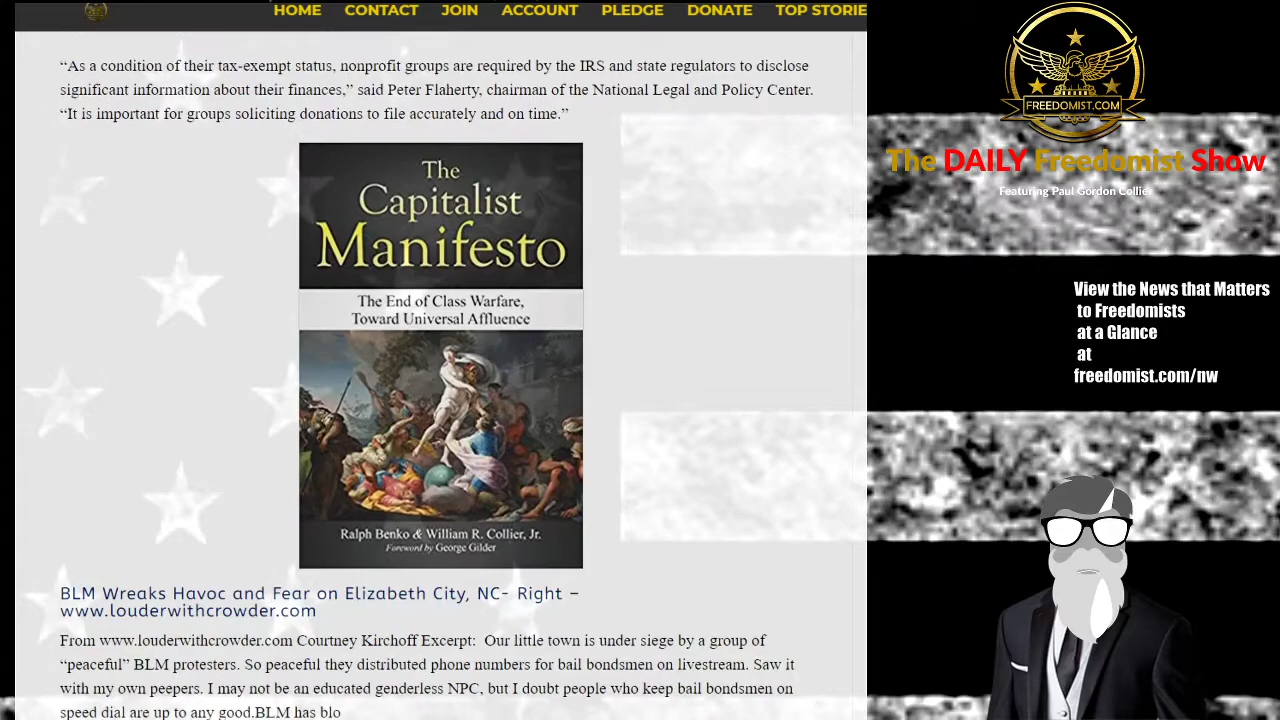 HOME CONTACT JOIN ACCOUNT PLEDGE DONATE TOP STORIE
“As a condition of their tax-exempt status, nonprofit groups are required by the IRS and state regulators to disclose
significant information about their finances,” said Peter Flaherty, chairman of the National Legal and Policy Center.
“It is important for groups soliciting donations to file accurately and on time.”
The
Capitalist
Manifesto
The End of Class Warfare,
Toward Universal Affluence
Ralph Benko & William R. Collier, Jr.
Foreword by George Gilder
BLM Wreaks Havoc and Fear on Elizabeth City, NC- Right –
www.louderwithcrowder.com
From www.louderwithcrowder.com Courtney Kirchoff Excerpt:  Our little town is under siege by a group of
“peaceful” BLM protesters. So peaceful they distributed phone numbers for bail bondsmen on livestream. Saw it
with my own peepers. I may not be an educated genderless NPC, but I doubt people who keep bail bondsmen on
speed dial are up to any good.BLM has blo
FREEDOMIST.COM
The DAILY Freedomist Show
Featuring Paul Gordon Collier
View the News that Matters
to Freedomists
at a Glance
at
freedomist.com/nw